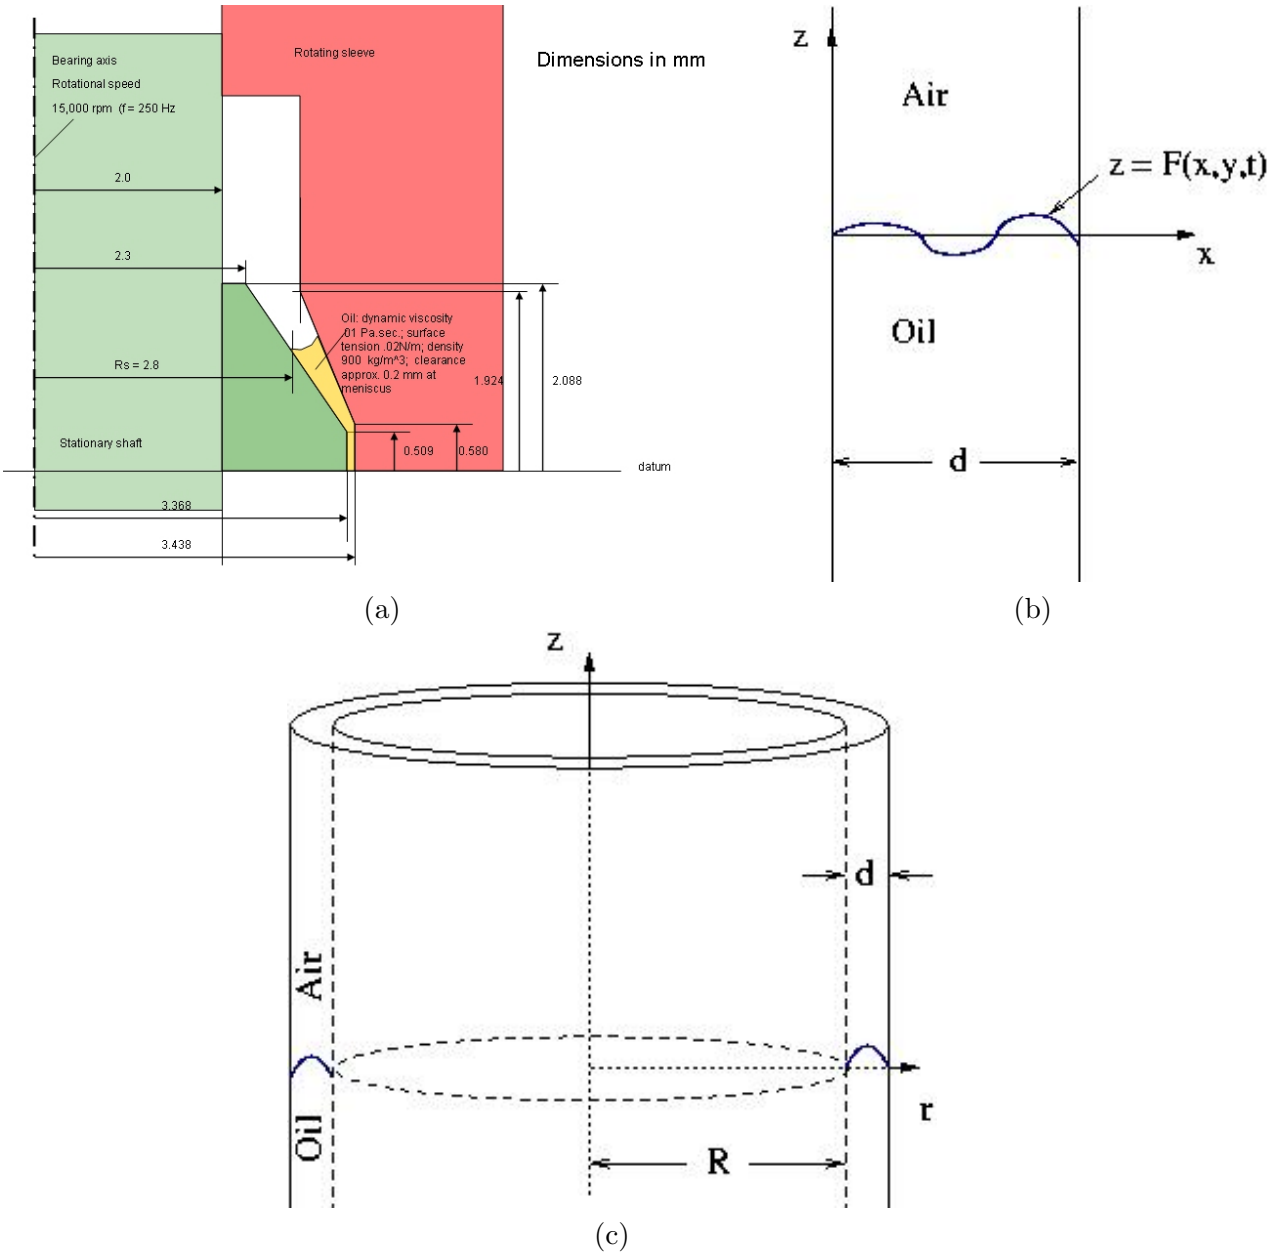 Bearing axis
Rotational speed
15,000 rpm (f = 250 Hz
Rotating sleeve
Dimensions in mm
2.0
2.3
Oil: dynamic viscosity
.01 Pa.sec.; surface
tension .02N/m; density
900 kg/m^3; clearance
approx. 0.2 mm at
meniscus
Rs = 2.8
1.924
2.088
Stationary shaft
0.509
0.580
datum
3.368
3.438
(a)
z
Air
z = F(x,y,t)
x
Oil
d
(b)
z
d
Air
r
Oil
R
(c)